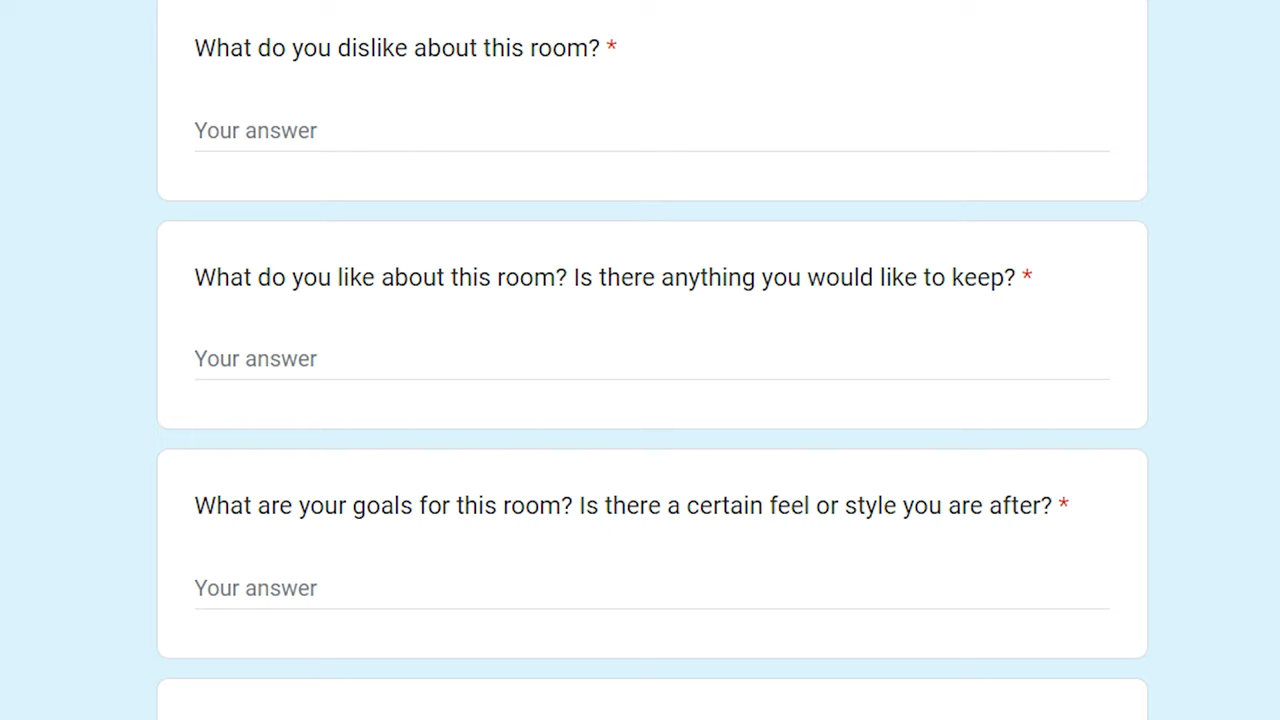 What do you dislike about this room? *
Your answer
What do you like about this room? Is there anything you would like to keep? *
Your answer
What are your goals for this room? Is there a certain feel or style you are after? *
Your answer